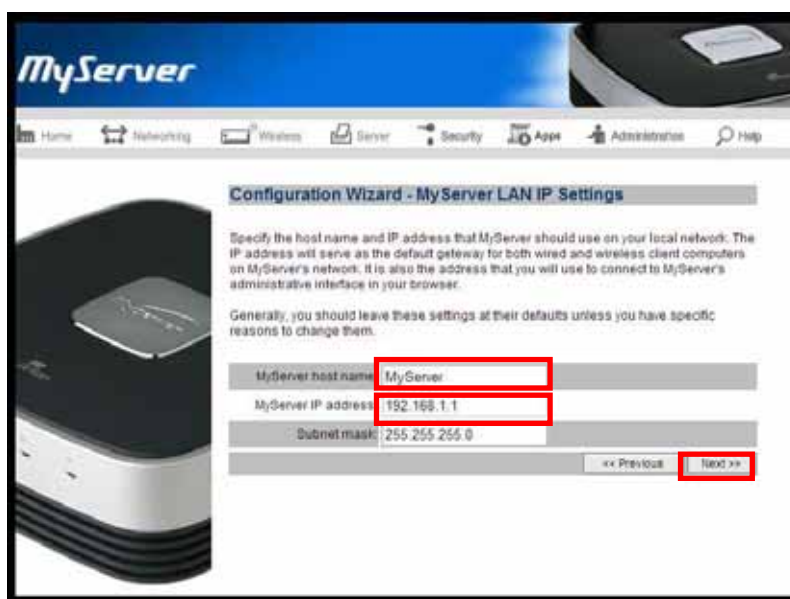 MyServer
Home Networking Wireless Server Security Apps Administration Help
Configuration Wizard - MyServer LAN IP Settings
Specify the host name and IP address that MyServer should use on your local network. The
IP address will serve as the default geteway for both wired and wireless client computers
on MyServer's network. It is also the address that you will use to connect to MyServer's
administrative interface in your browser.
Generally, you should leave these settings at their defaults unless you have specific
reasons to change them.
MyServer host name MyServer
MyServer IP address 192.168.1.1
Subnet mask 255.255.255.0
<< Previous Next >>